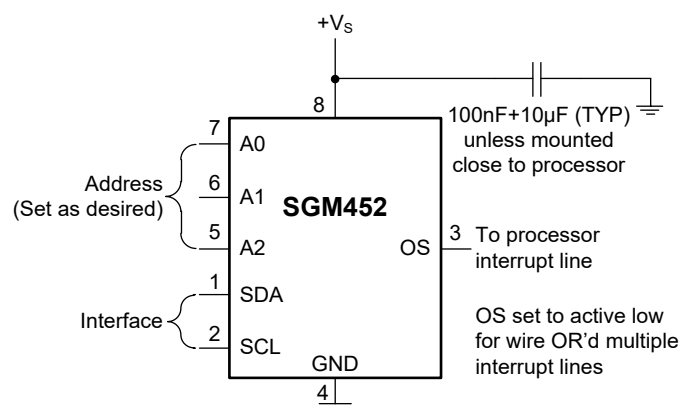 +VS
8
100nF+10µF (TYP)
unless mounted
close to processor
7
A0
Address
(Set as desired)
6
A1
SGM452
5
A2
OS
3
To processor
interrupt line
1
SDA
Interface
2
SCL
OS set to active low
for wire OR'd multiple
interrupt lines
GND
4